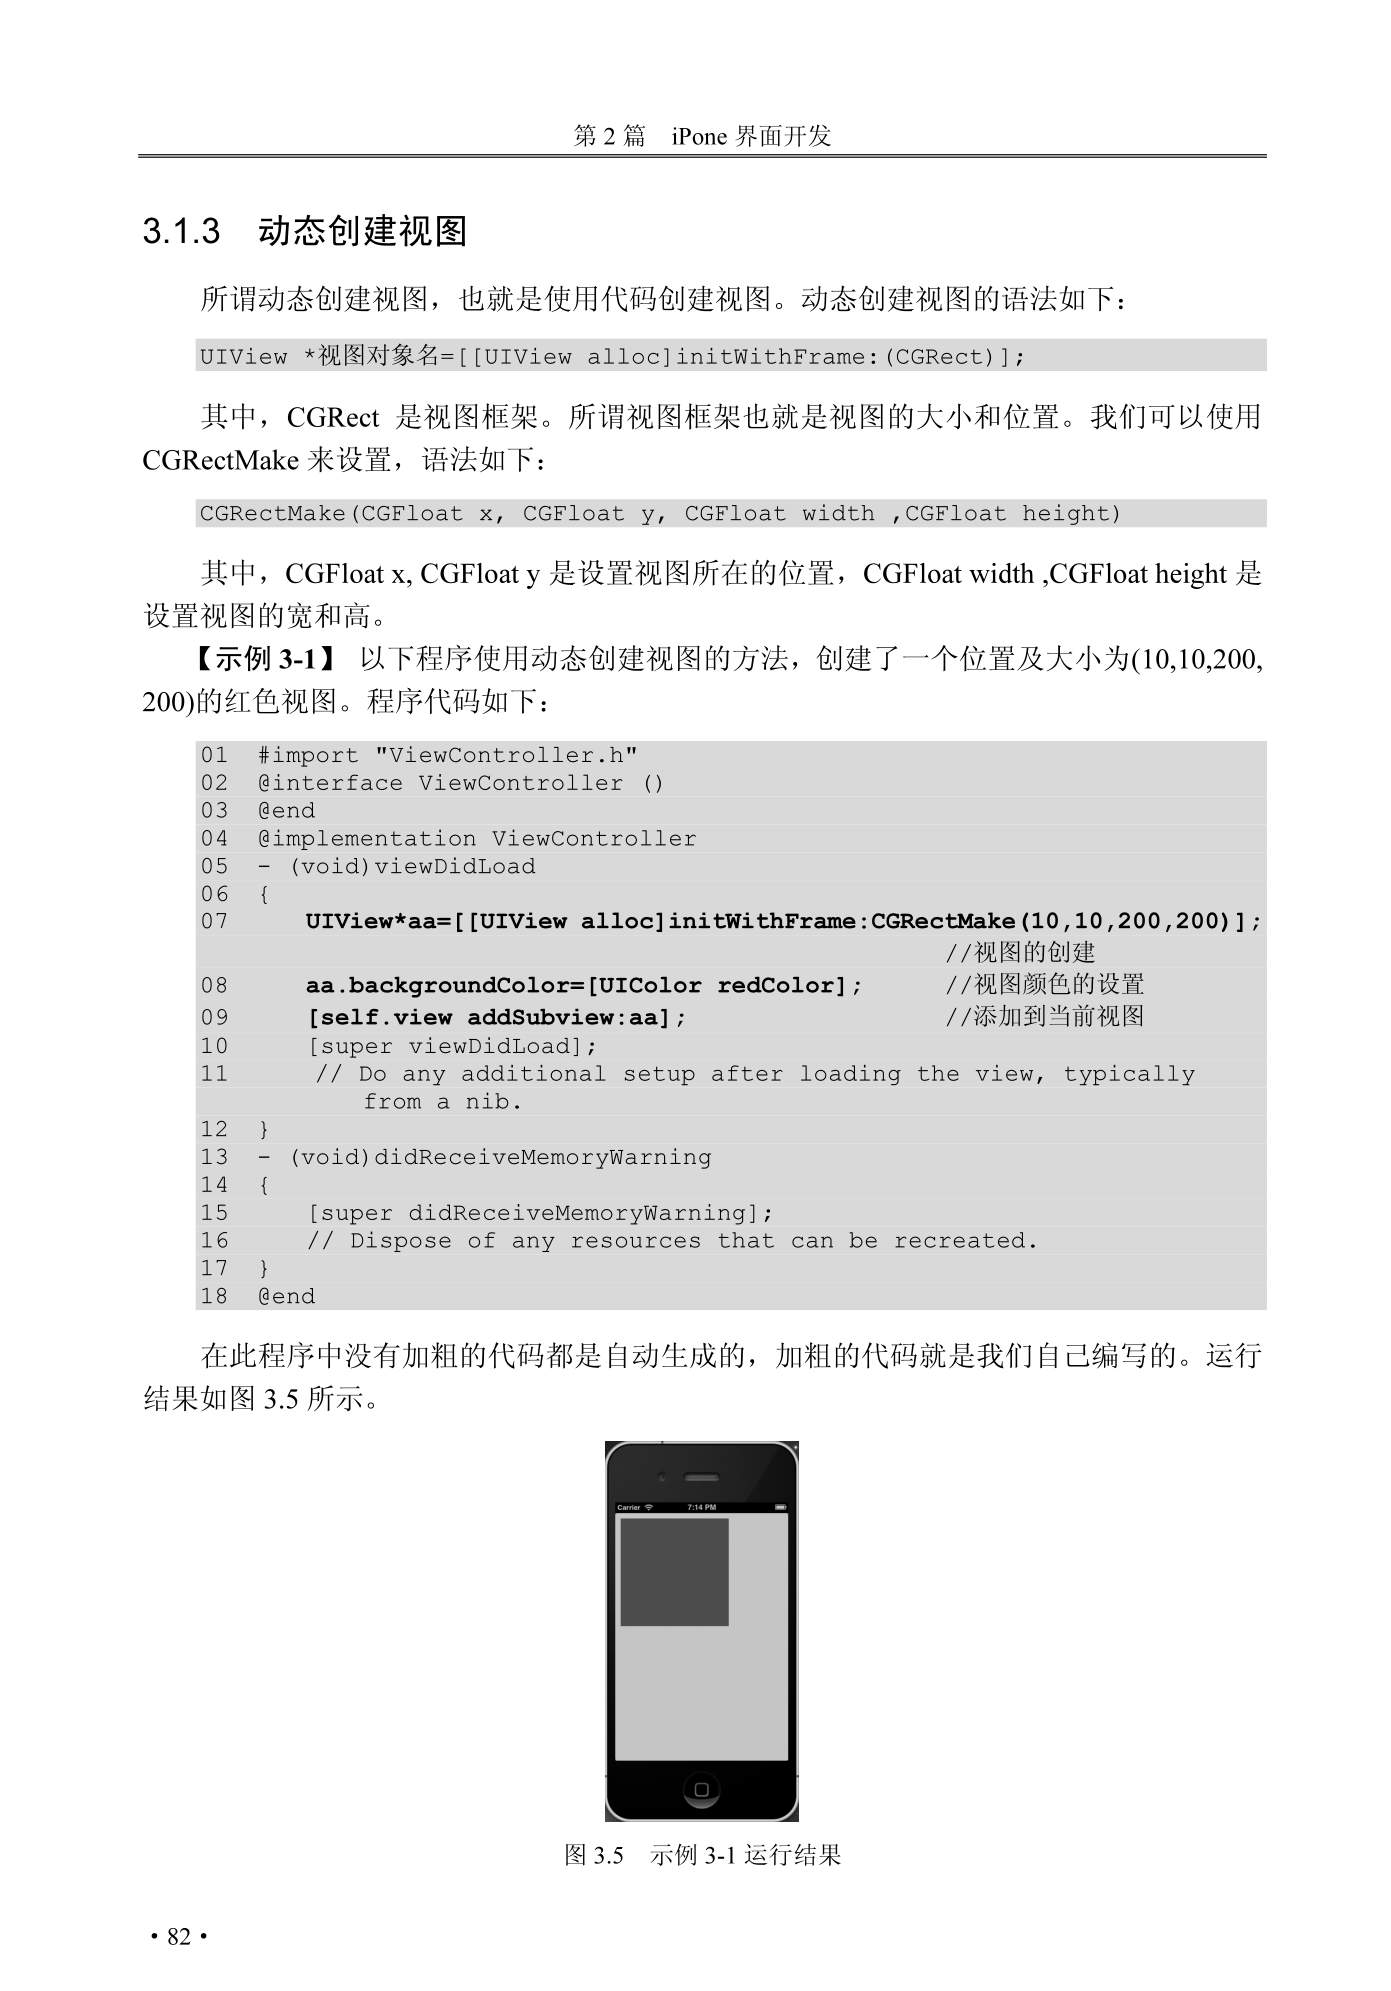 第 2 篇 iPone 界面开发
3.1.3 动态创建视图
所谓动态创建视图，也就是使用代码创建视图。动态创建视图的语法如下：
UIView *视图对象名=[[UIView alloc]initWithFrame:(CGRect)];
其中，CGRect 是视图框架。所谓视图框架也就是视图的大小和位置。我们可以使用
CGRectMake 来设置，语法如下：
CGRectMake(CGFloat x, CGFloat y, CGFloat width ,CGFloat height)
其中，CGFloat x, CGFloat y 是设置视图所在的位置，CGFloat width ,CGFloat height 是
设置视图的宽和高。
【示例 3-1】 以下程序使用动态创建视图的方法，创建了一个位置及大小为(10,10,200,
200)的红色视图。程序代码如下：
01 #import "ViewController.h"
02 @interface ViewController ()
03 @end
04 @implementation ViewController
05 - (void)viewDidLoad
06 {
07 UIView*aa=[[UIView alloc]initWithFrame:CGRectMake(10,10,200,200)];
//视图的创建
08 aa.backgroundColor=[UIColor redColor]; //视图颜色的设置
09 [self.view addSubview:aa]; //添加到当前视图
10 [super viewDidLoad];
11 // Do any additional setup after loading the view, typically
from a nib.
12 }
13 - (void)didReceiveMemoryWarning
14 {
15 [super didReceiveMemoryWarning];
16 // Dispose of any resources that can be recreated.
17 }
18 @end
在此程序中没有加粗的代码都是自动生成的，加粗的代码就是我们自己编写的。运行
结果如图 3.5 所示。
Carrier 7:14 PM
图 3.5 示例 3-1 运行结果
• 82 •